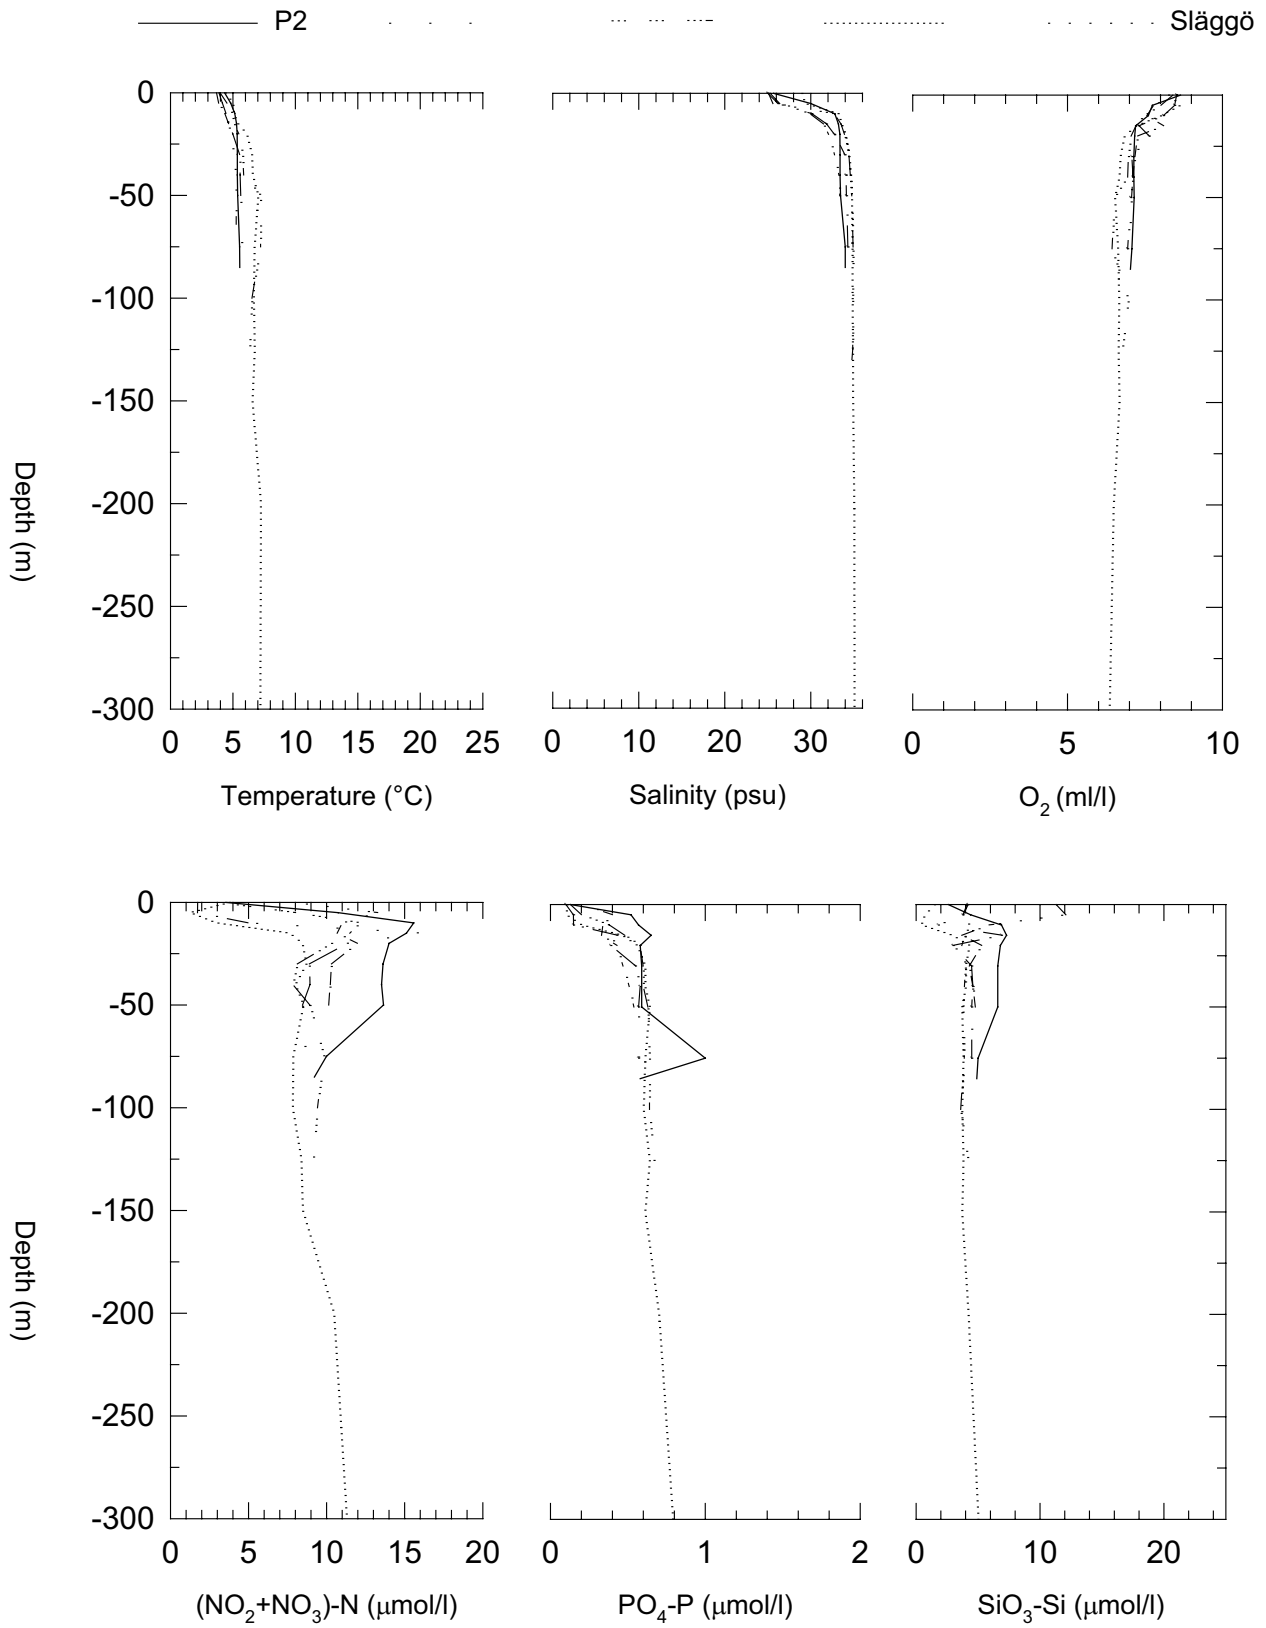 P2 Släggö
0
-50
-100
-150
-200
-250
-300
Depth (m)
0 5 10 15 20 25
Temperature (°C)
0 10 20 30
Salinity (psu)
0 5 10
O2 (ml/l)
0
-50
-100
-150
-200
-250
-300
Depth (m)
0 5 10 15 20
(NO2+NO3)-N (μmol/l)
0 1 2
PO4-P (μmol/l)
0 10 20
SiO3-Si (μmol/l)